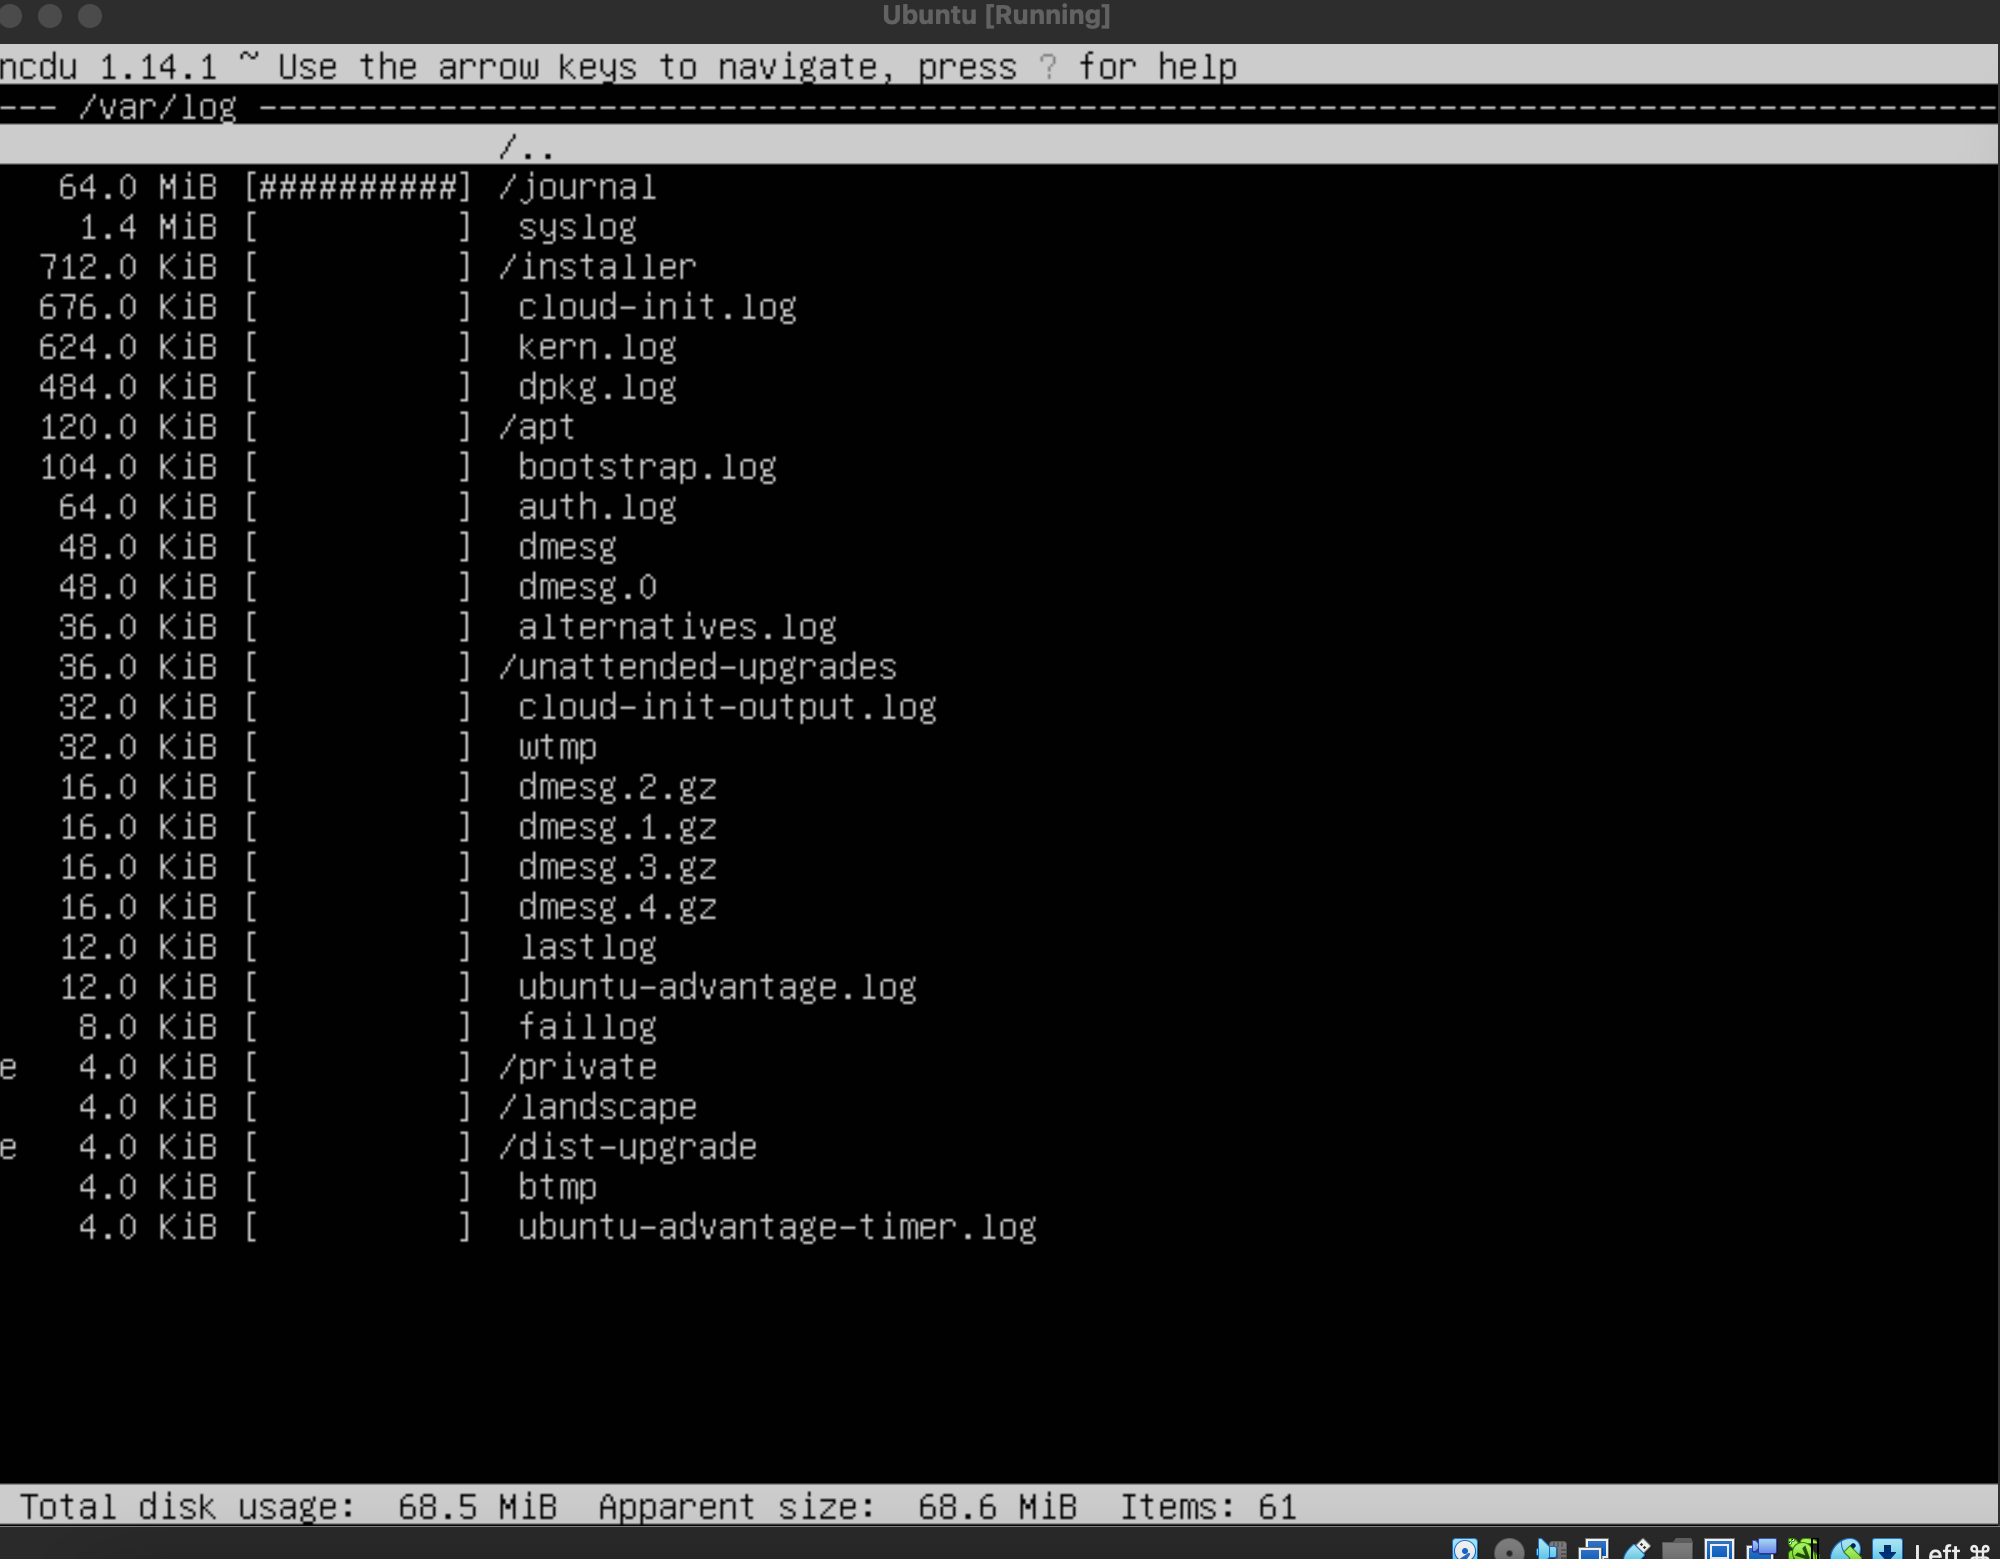 Ubuntu [Running]
ncdu 1.14.1 ~ Use the arrow keys to navigate, press ? for help
--- /var/log ---------------------------------------------------------------------------------------
/..
64.0 MiB [##########] /journal
1.4 MiB [          ]  syslog
712.0 KiB [          ] /installer
676.0 KiB [          ]  cloud-init.log
624.0 KiB [          ]  kern.log
484.0 KiB [          ]  dpkg.log
120.0 KiB [          ] /apt
104.0 KiB [          ]  bootstrap.log
64.0 KiB [          ]  auth.log
48.0 KiB [          ]  dmesg
48.0 KiB [          ]  dmesg.0
36.0 KiB [          ]  alternatives.log
36.0 KiB [          ] /unattended-upgrades
32.0 KiB [          ]  cloud-init-output.log
32.0 KiB [          ]  wtmp
16.0 KiB [          ]  dmesg.2.gz
16.0 KiB [          ]  dmesg.1.gz
16.0 KiB [          ]  dmesg.3.gz
16.0 KiB [          ]  dmesg.4.gz
12.0 KiB [          ]  lastlog
12.0 KiB [          ]  ubuntu-advantage.log
8.0 KiB [          ]  faillog
e   4.0 KiB [          ] /private
4.0 KiB [          ] /landscape
e   4.0 KiB [          ] /dist-upgrade
4.0 KiB [          ]  btmp
4.0 KiB [          ]  ubuntu-advantage-timer.log
Total disk usage:  68.5 MiB  Apparent size:  68.6 MiB  Items: 61
Left ⌘